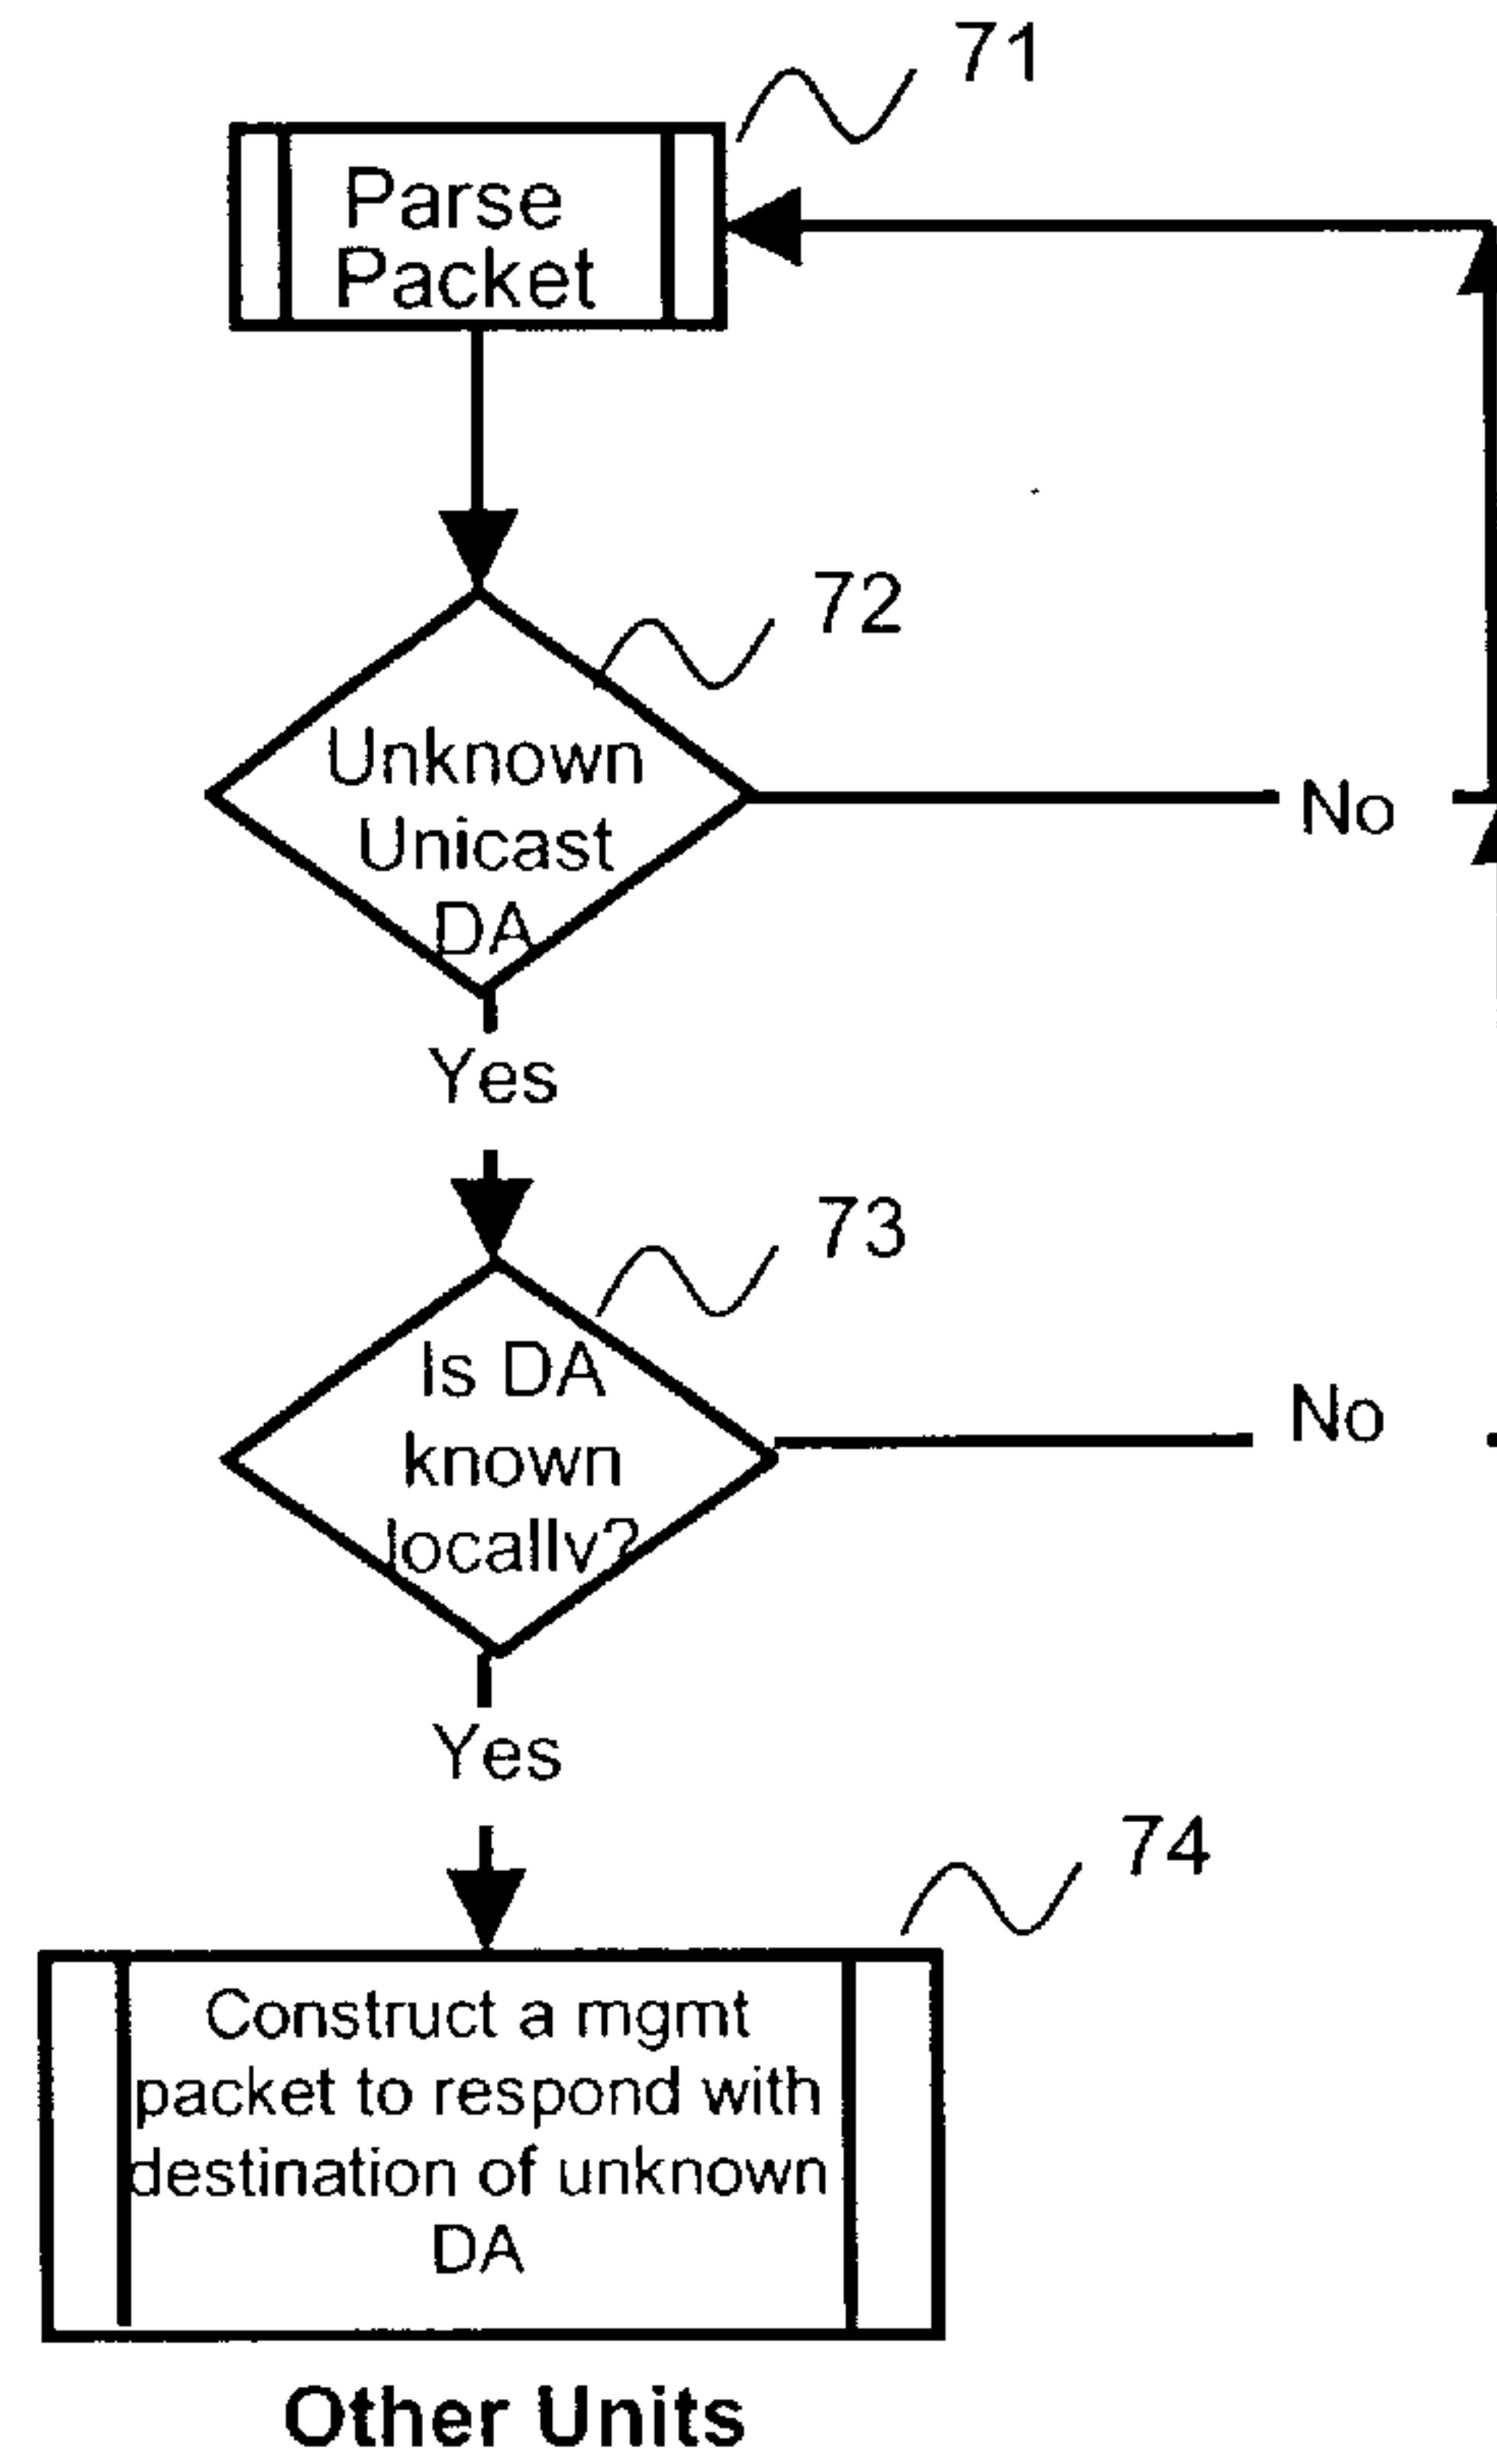 71
Parse
Packet
72
Unknown
Unicast
DA
No
Yes
73
Is DA
known
locally?
No
Yes
74
Construct a mgmt
packet to respond with
destination of unknown
DA
Other Units